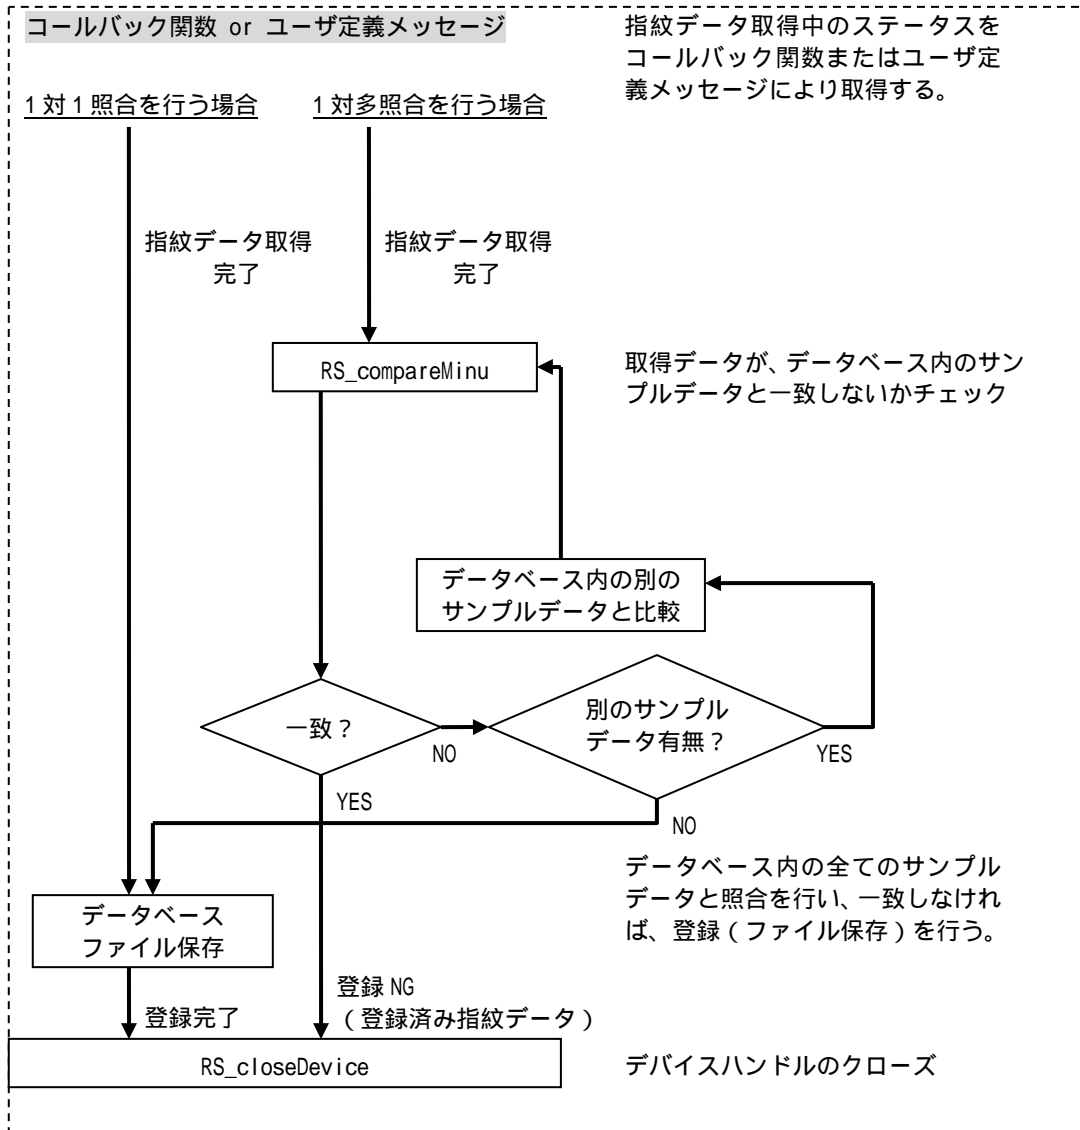 コールバック関数 or ユーザ定義メッセージ
指紋データ取得中のステータスを
コールバック関数またはユーザ定
義メッセージにより取得する。
1対1照合を行う場合
1対多照合を行う場合
指紋データ取得
完了
指紋データ取得
完了
RS_compareMinu
取得データが、データベース内のサン
プルデータと一致しないかチェック
データベース内の別の
サンプルデータと比較
一致？
NO
別のサンプル
データ有無？
YES
YES
NO
データベース内の全てのサンプル
データと照合を行い、一致しなけれ
ば、登録（ファイル保存）を行う。
データベース
ファイル保存
登録完了
登録 NG
（登録済み指紋データ）
RS_closeDevice
デバイスハンドルのクローズ